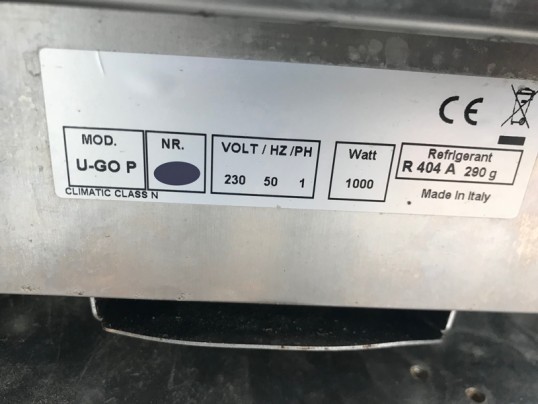 CE
MOD.
U-GO P
NR.
VOLT / HZ /PH
230 50 1
Watt
1000
Refrigerant
R 404 A 290 g
CLIMATIC CLASS N
Made in Italy